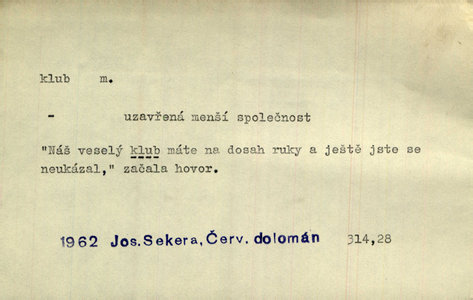 klub m.
- uzavřená menší společnost
"Náš veselý klub máte na dosah ruky a ještě jste se
neukázal," začala hovor.
1962 Jos. Sekera, Červ. dolomán 314,28